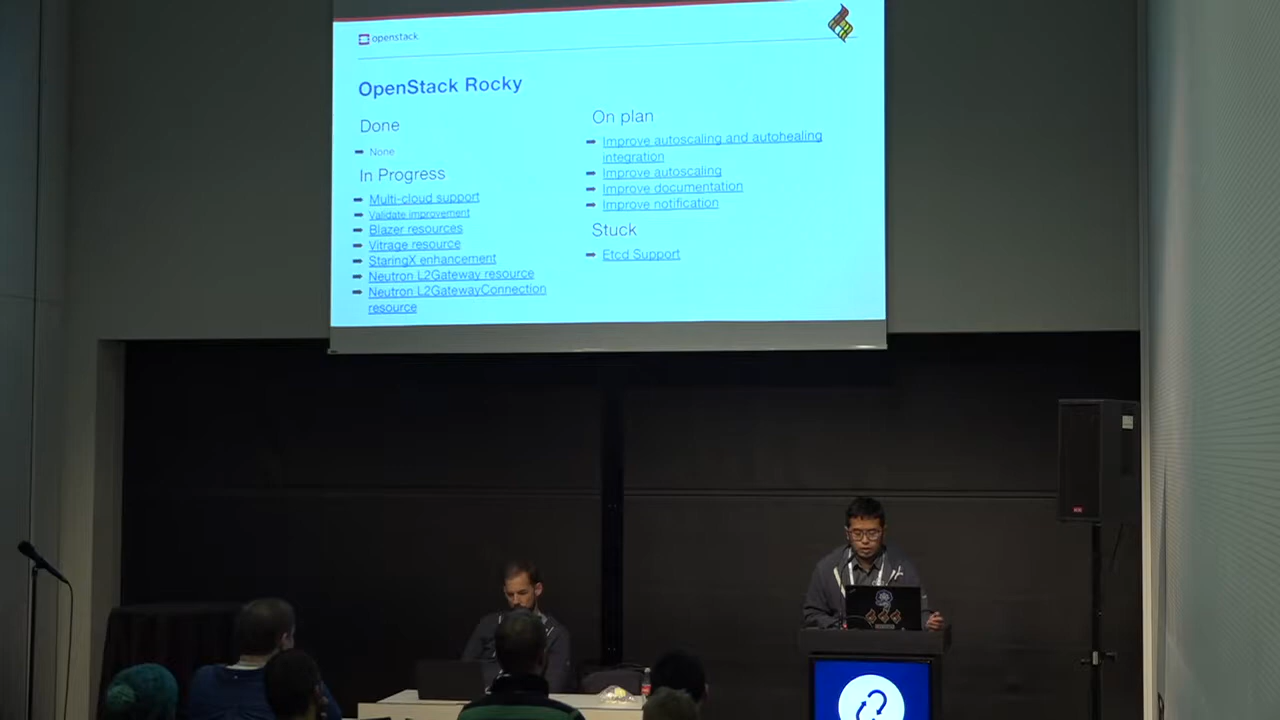 openstack.
OpenStack Rocky
Done
None
In Progress
Multi-cloud support
Validate improvement
Blazer resources
Vitrage resource
StaringX enhancement
Neutron L2Gateway resource
Neutron L2GatewayConnection
resource
On plan
Improve autoscaling and autohealing
integration
Improve autoscaling
Improve documentation
Improve notification
Stuck
Etcd Support